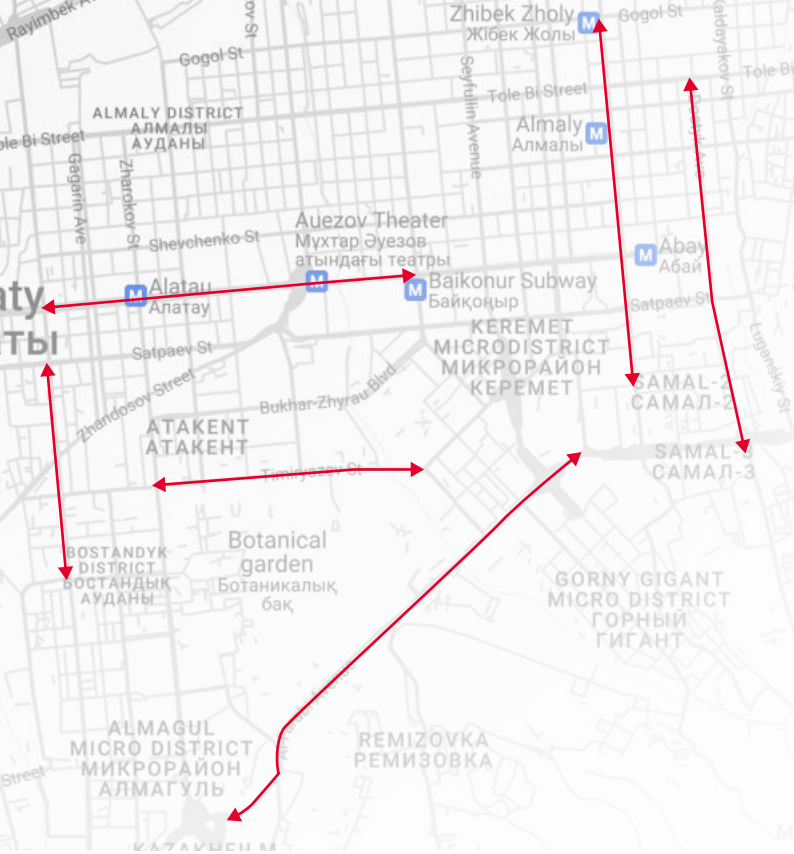 Rayimbek A
Zhibek Zholy
Жібек Жолы
Gogol St
Gogol St
Seyfullin Avenue
Tole Bi Street
Tole Bi
ALMALY DISTRICT
АЛМАЛЫ
АУДАНЫ
ole Bi Street
Almaly
Алмалы
Gagarin Ave
Zharokov St
Shevchenko St
Auezov Theater
Мұхтар Әуезов
атындағы театры
Abay
Абай
aty
Alatau
Алатау
Baikonur Subway
Байқоңыр
Satpaev St
ты
Satpaev St
KEREMET
MICRODISTRICT
МИКРОРАЙОН
КЕРЕМЕТ
Luganskiy St
Zhandosov Street
Bukhar-Zhyrau Blvd
SAMAL-2
САМАЛ-2
ATAKENT
АТАКЕНТ
SAMAL-3
САМАЛ-3
Timiryazev St
BOSTANDYK
DISTRICT
БОСТАНДЫҚ
АУДАНЫ
Botanical
garden
Ботаникалық
бақ
GORNY GIGANT
MICRO DISTRICT
ГОРНЫЙ
ГИГАНТ
ALMAGUL
MICRO DISTRICT
МИКРОРАЙОН
АЛМАГУЛЬ
REMIZOVKA
РЕМИЗОВКА
Street